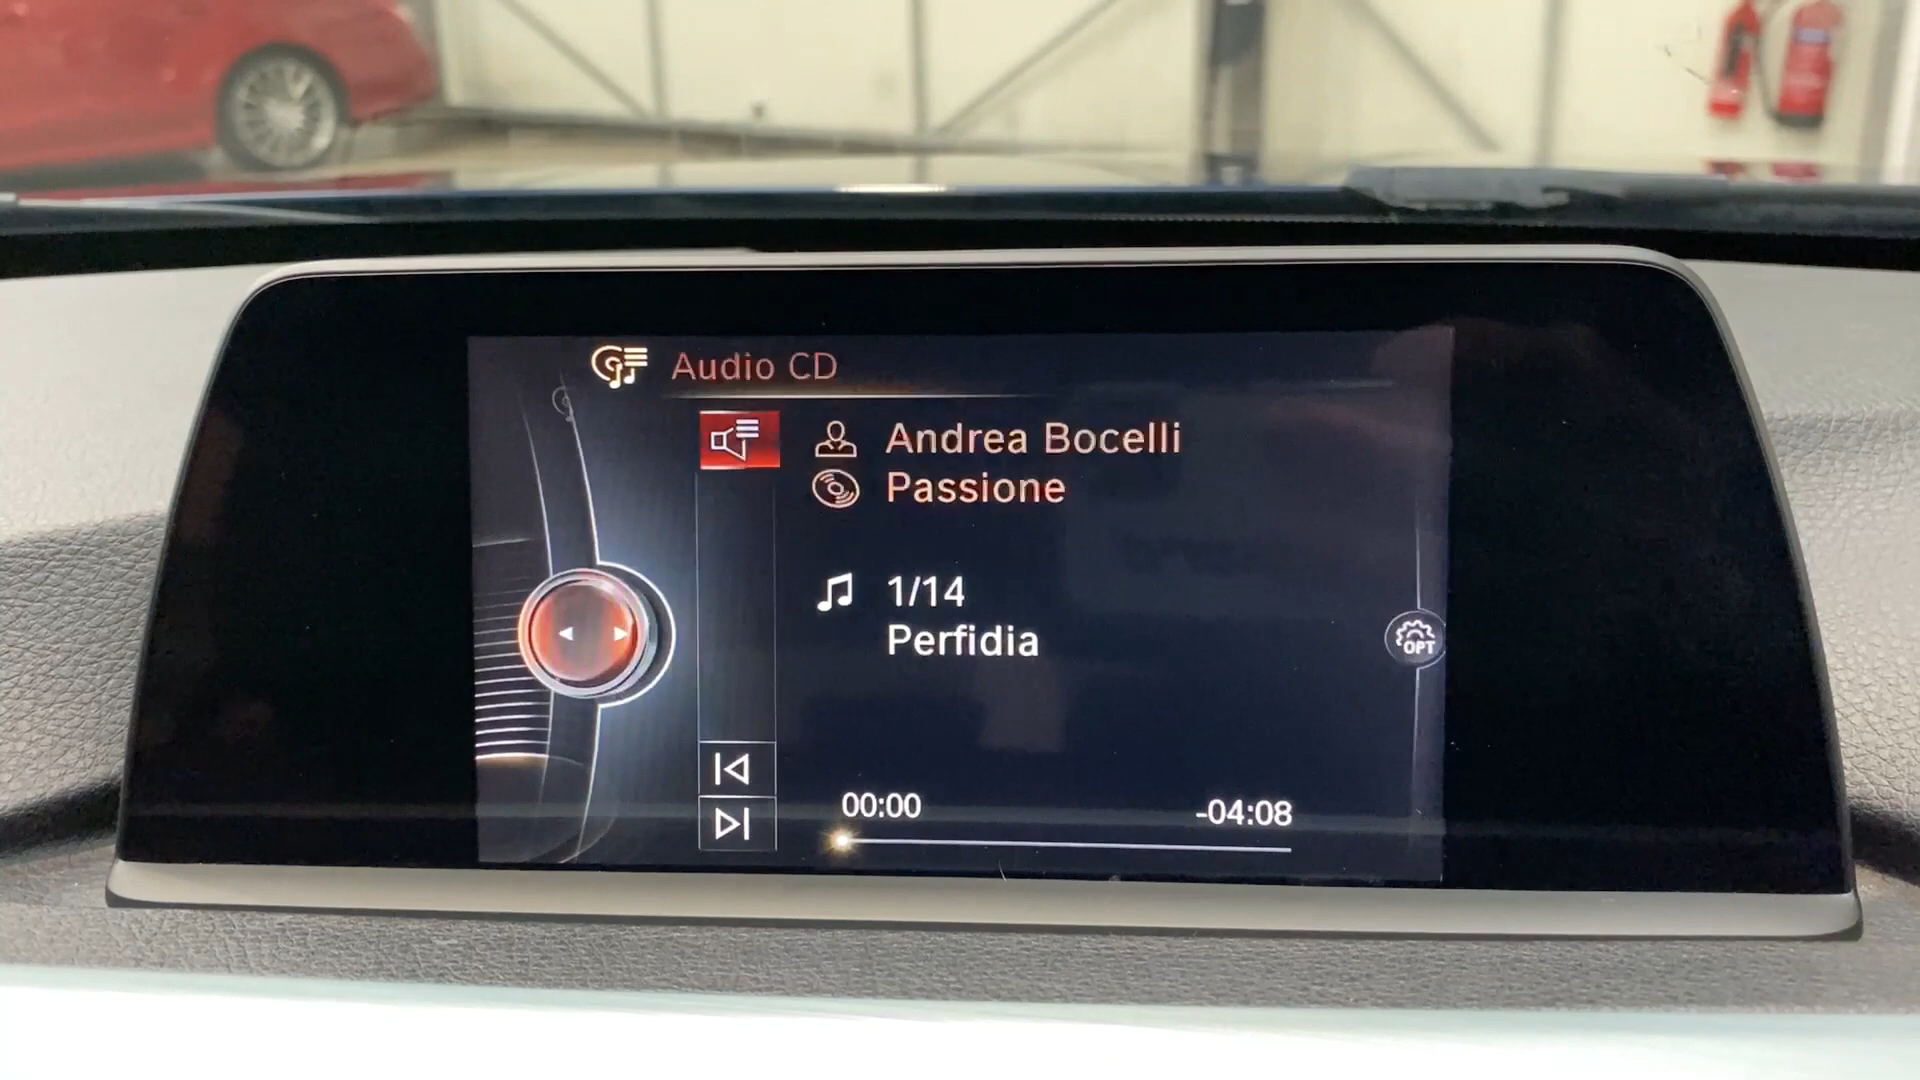 Audio CD
Andrea Bocelli
Passione
1/14
Perfidia
OPT
00:00
-04:08